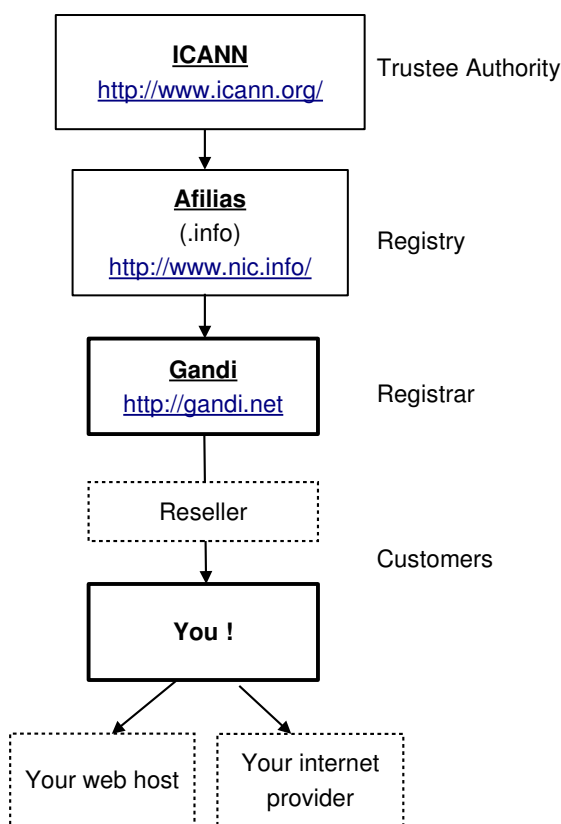 ICANN
http://www.icann.org/
Trustee Authority
Afilias
(.info)
http://www.nic.info/
Registry
Gandi
http://gandi.net
Registrar
Reseller
Customers
You !
Your web host
Your internet
provider